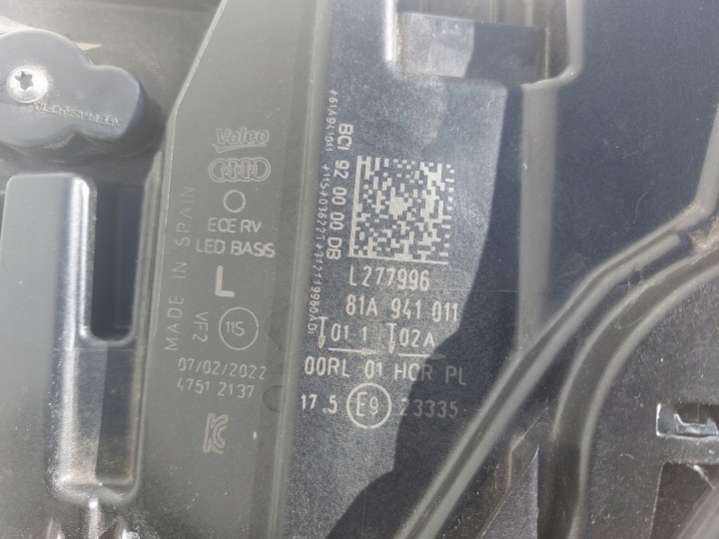 Valeo
ECE RV
LED BASIS
L
MADE IN SPAIN
VF2
115
07/02/2022
4751 2137
BCI 92 00 00 DB
L277996
81A 941 011
01 1 02A
00RL 01 HCR PL
17.5 E9 23335